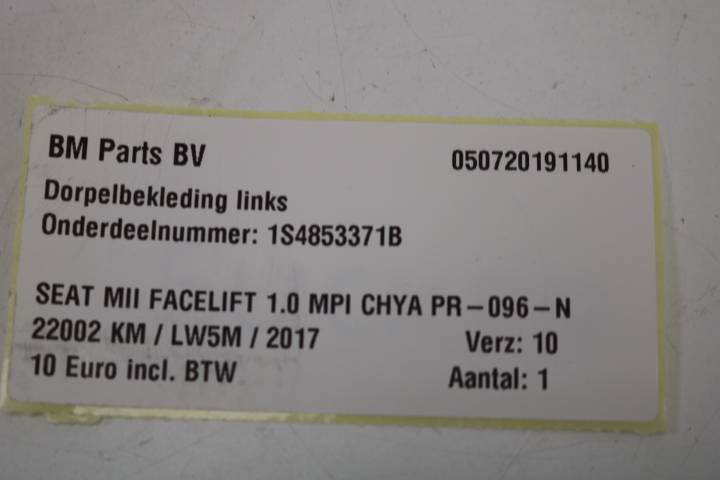 BM Parts BV 050720191140
Dorpelbekleding links
Onderdeelnummer: 1S4853371B
SEAT MII FACELIFT 1.0 MPI CHYA PR-096-N
22002 KM / LW5M / 2017 Verz: 10
10 Euro incl. BTW Aantal: 1